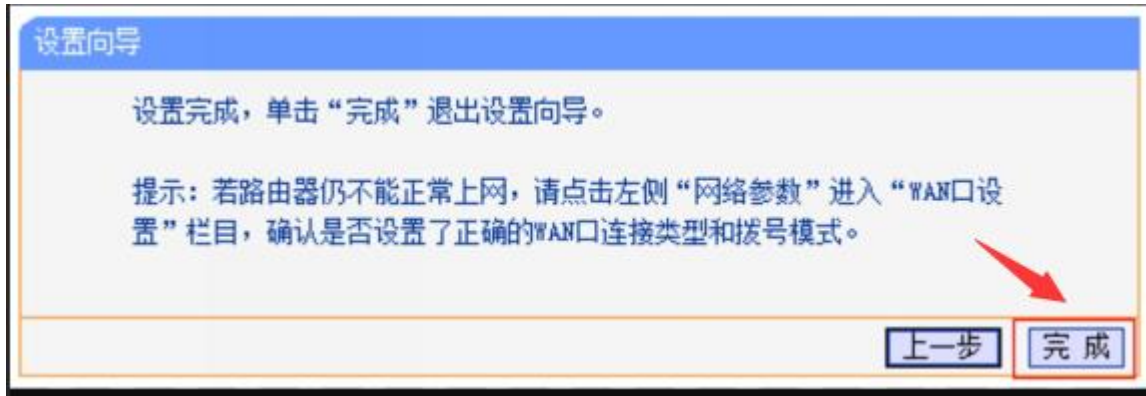 设置向导
设置完成，单击“完成”退出设置向导。
提示：若路由器仍不能正常上网，请点击左侧“网络参数”进入“WAN口设
置”栏目，确认是否设置了正确的WAN口连接类型和拨号模式。
上一步 完 成